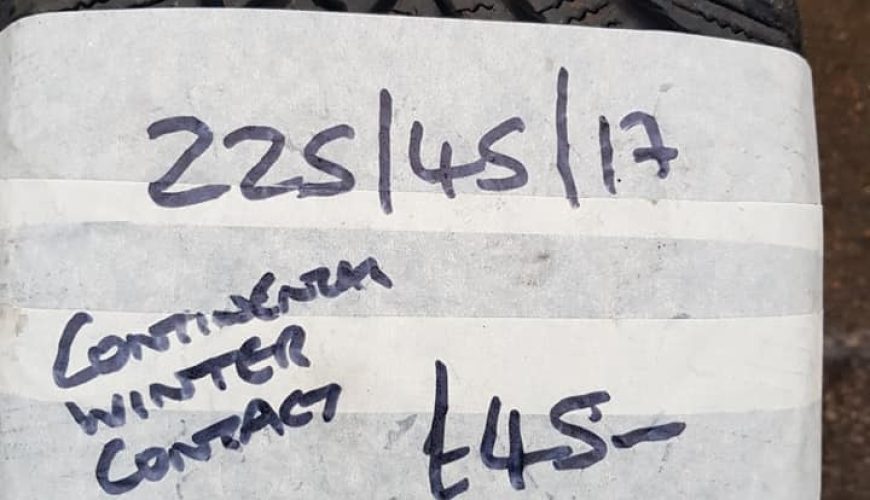 225/45/17
CONTINENTAL
WINTER
CONTACT
£45-